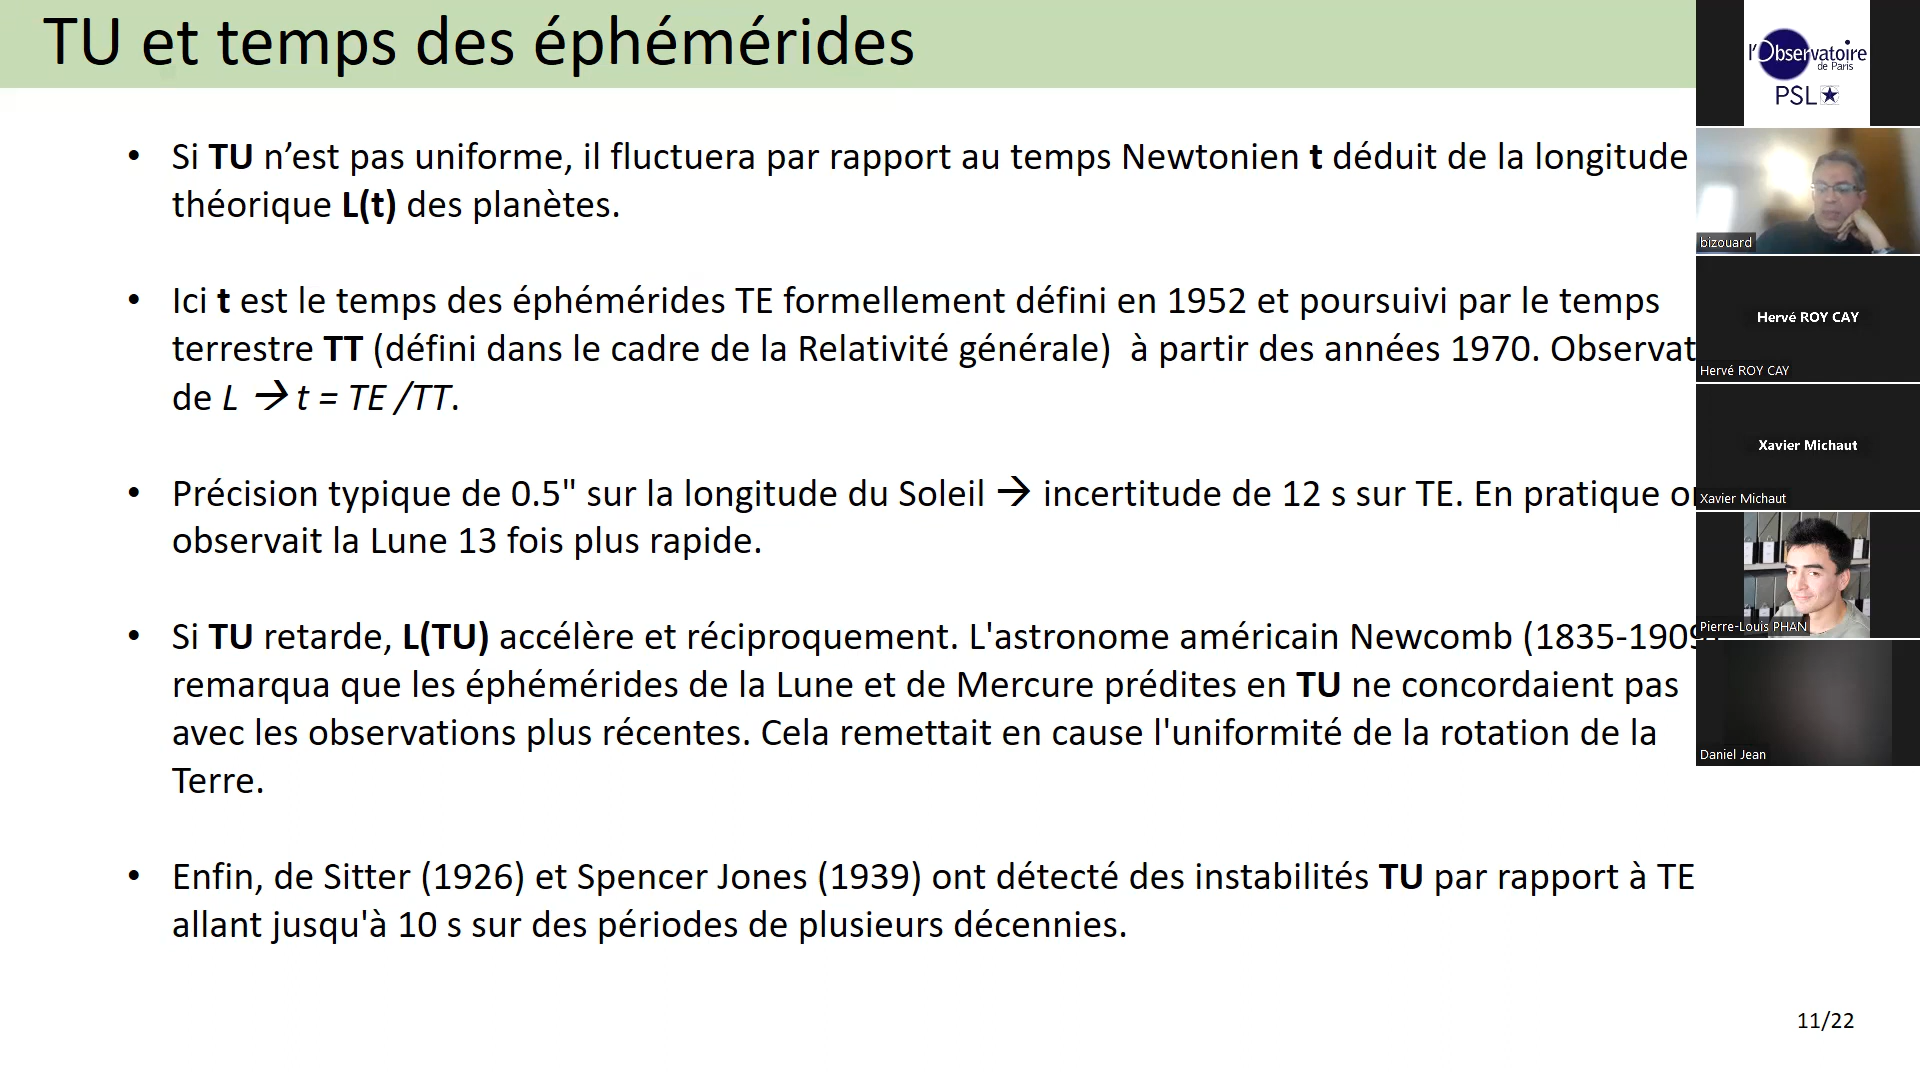 TU et temps des éphémérides
• Si TU n’est pas uniforme, il fluctuera par rapport au temps Newtonien t déduit de la longitude
théorique L(t) des planètes.
• Ici t est le temps des éphémérides TE formellement défini en 1952 et poursuivi par le temps
terrestre TT (défini dans le cadre de la Relativité générale) à partir des années 1970. Observat
de L → t = TE /TT.
• Précision typique de 0.5" sur la longitude du Soleil → incertitude de 12 s sur TE. En pratique
observait la Lune 13 fois plus rapide.
• Si TU retarde, L(TU) accélère et réciproquement. L'astronome américain Newcomb (1835-1909)
remarqua que les éphémérides de la Lune et de Mercure prédites en TU ne concordaient pas
avec les observations plus récentes. Cela remettait en cause l'uniformité de la rotation de la
Terre.
• Enfin, de Sitter (1926) et Spencer Jones (1939) ont détecté des instabilités TU par rapport à TE
allant jusqu'à 10 s sur des périodes de plusieurs décennies.
11/22
l'Observatoire
de Paris
PSL
bizouard
Hervé ROY CAY
Hervé ROY CAY
Xavier Michaut
Xavier Michaut
Pierre-Louis PHAN
Daniel Jean